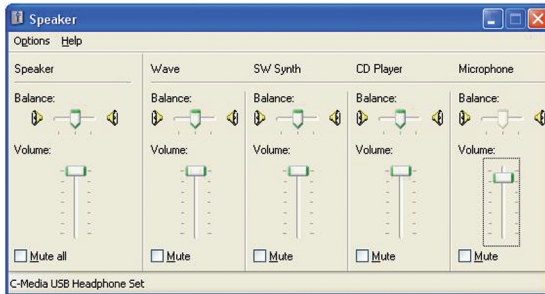 Speaker
Options Help
Speaker
Balance:
Volume:
Mute all
Wave
Balance:
Volume:
Mute
SW Synth
Balance:
Volume:
Mute
CD Player
Balance:
Volume:
Mute
Microphone
Balance:
Volume:
Mute
C-Media USB Headphone Set